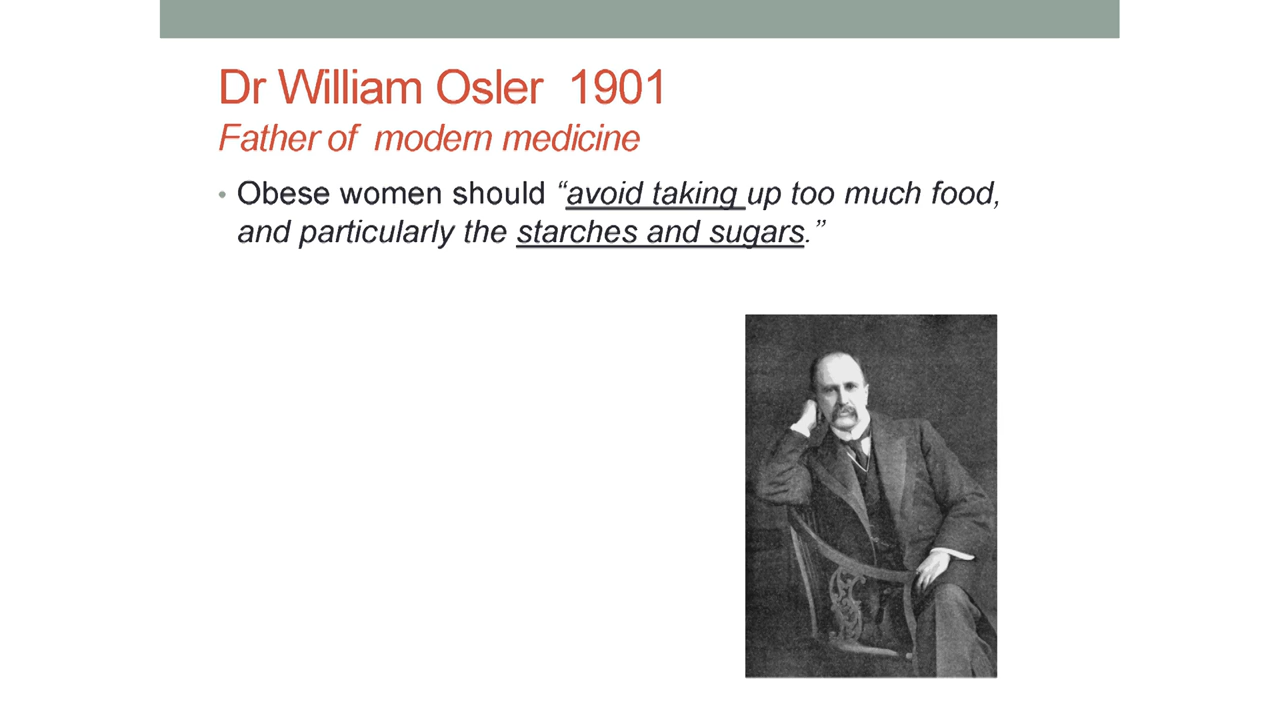 Dr William Osler 1901
Father of modern medicine
• Obese women should “avoid taking up too much food,
and particularly the starches and sugars.”